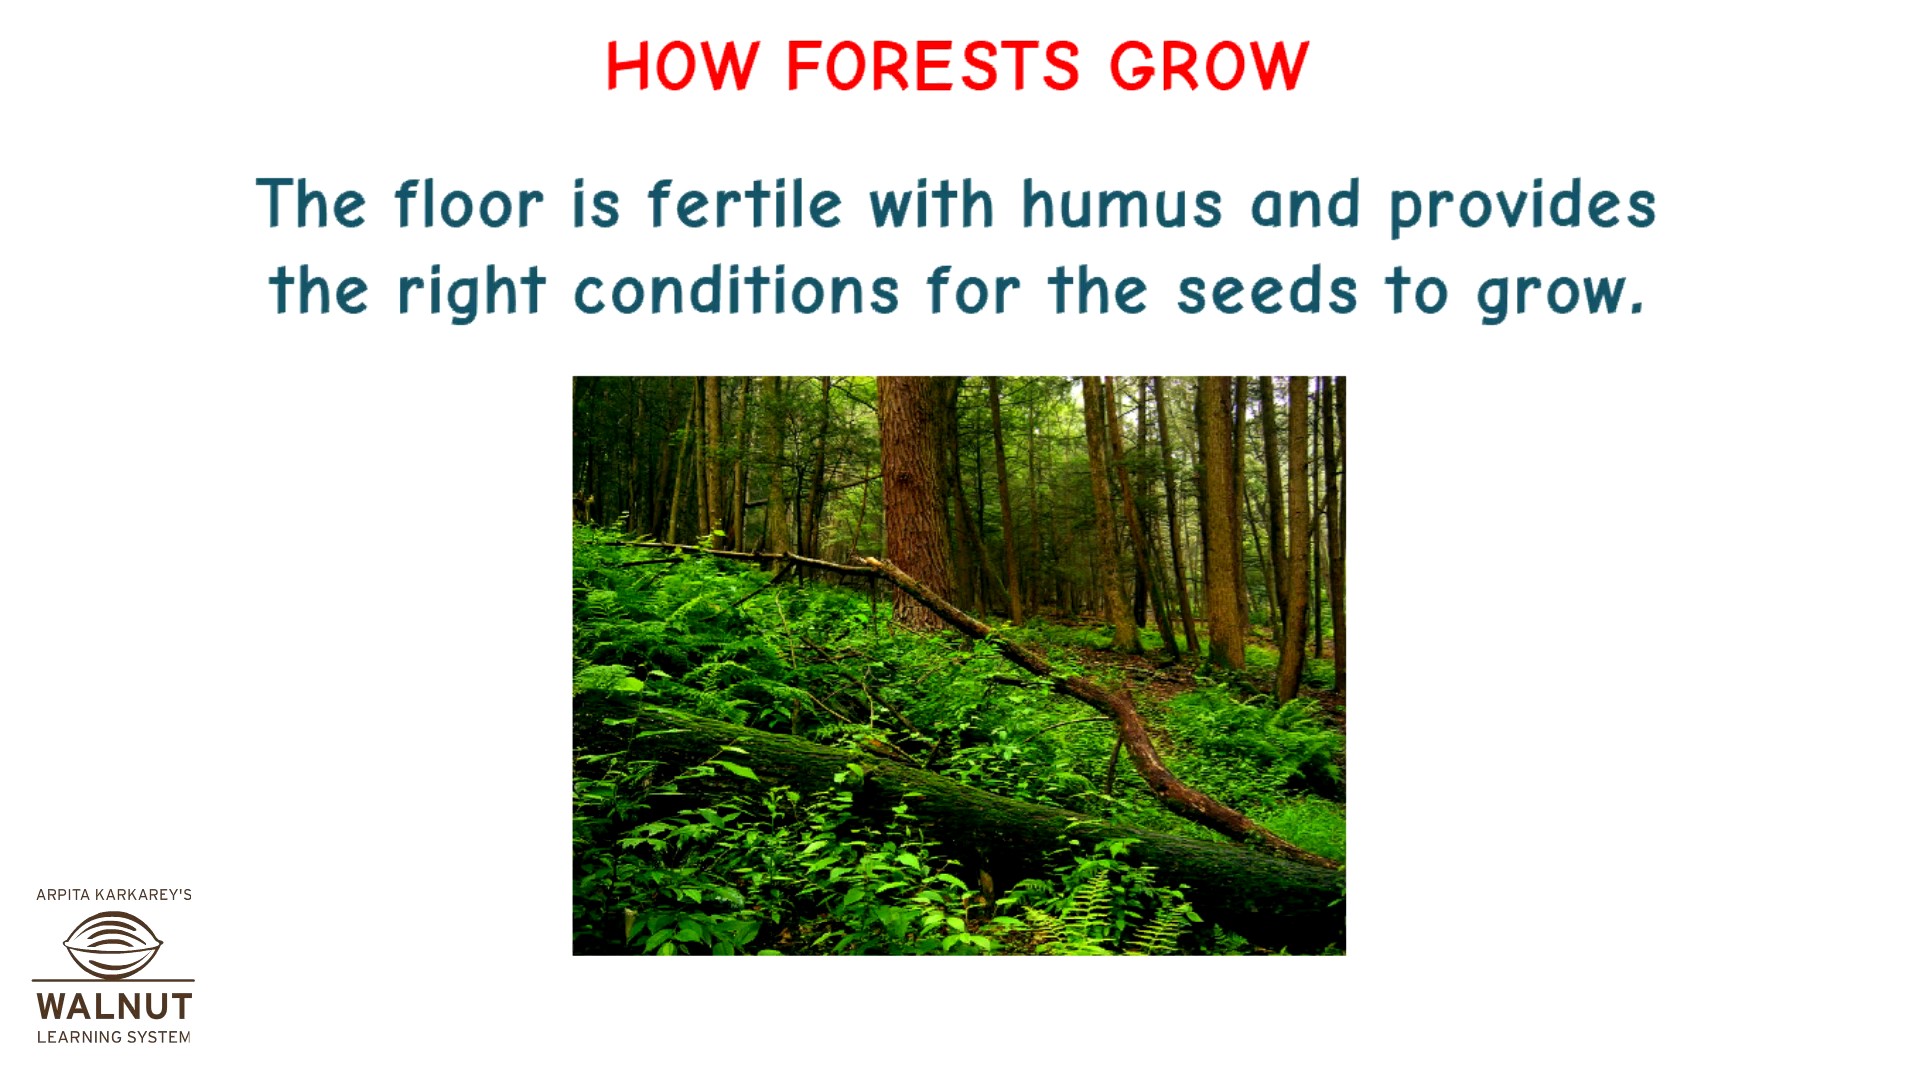 HOW FORESTS GROW
The floor is fertile with humus and provides
the right conditions for the seeds to grow.
ARPITA KARKAREY'S
WALNUT
LEARNING SYSTEM